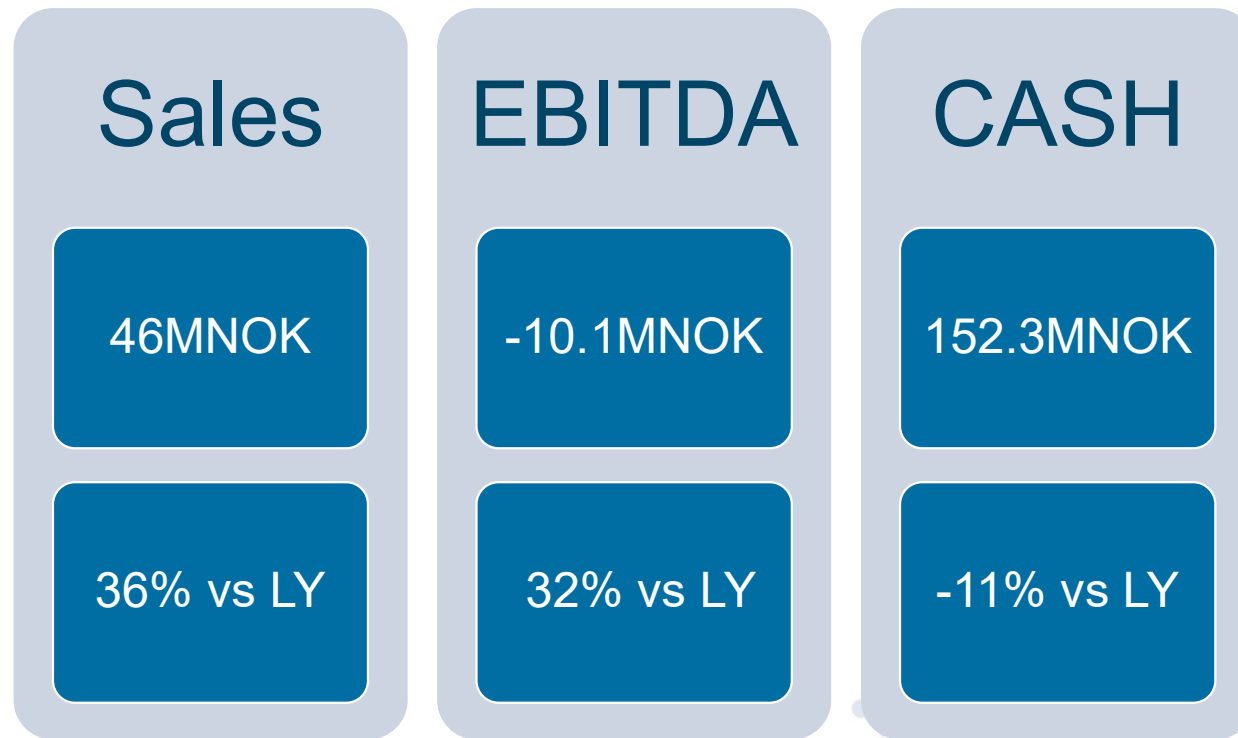 Sales
46MNOK
36% vs LY
EBITDA
-10.1MNOK
32% vs LY
CASH
152.3MNOK
-11% vs LY